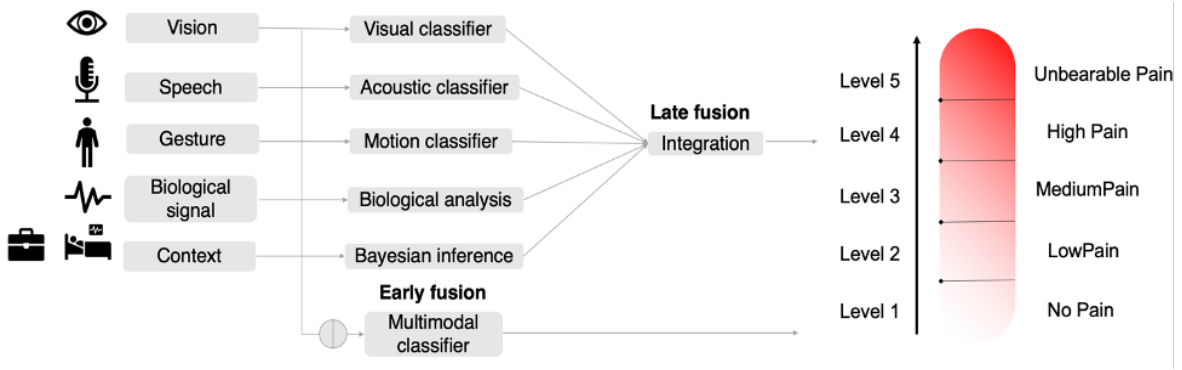 Vision
Visual classifier
Speech
Acoustic classifier
Gesture
Motion classifier
Biological
signal
Biological analysis
Context
Bayesian inference
Late fusion
Integration
Early fusion
Multimodal
classifier
Level 5
Unbearable Pain
Level 4
High Pain
Level 3
MediumPain
Level 2
LowPain
Level 1
No Pain